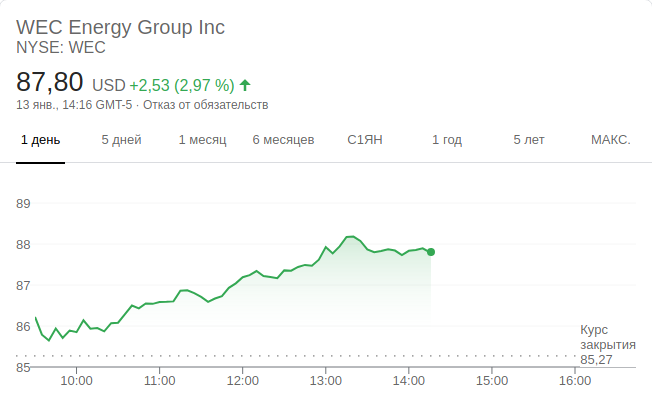 WEC Energy Group Inc
NYSE: WEC
87,80 USD +2,53 (2,97 %)
13 янв., 14:16 GMT-5 · Отказ от обязательств
1 день 5 дней 1 месяц 6 месяцев С1ЯН 1 год 5 лет МАКС.
89
88
87
86
Курс
закрытия
85,27
85
10:00 11:00 12:00 13:00 14:00 15:00 16:00